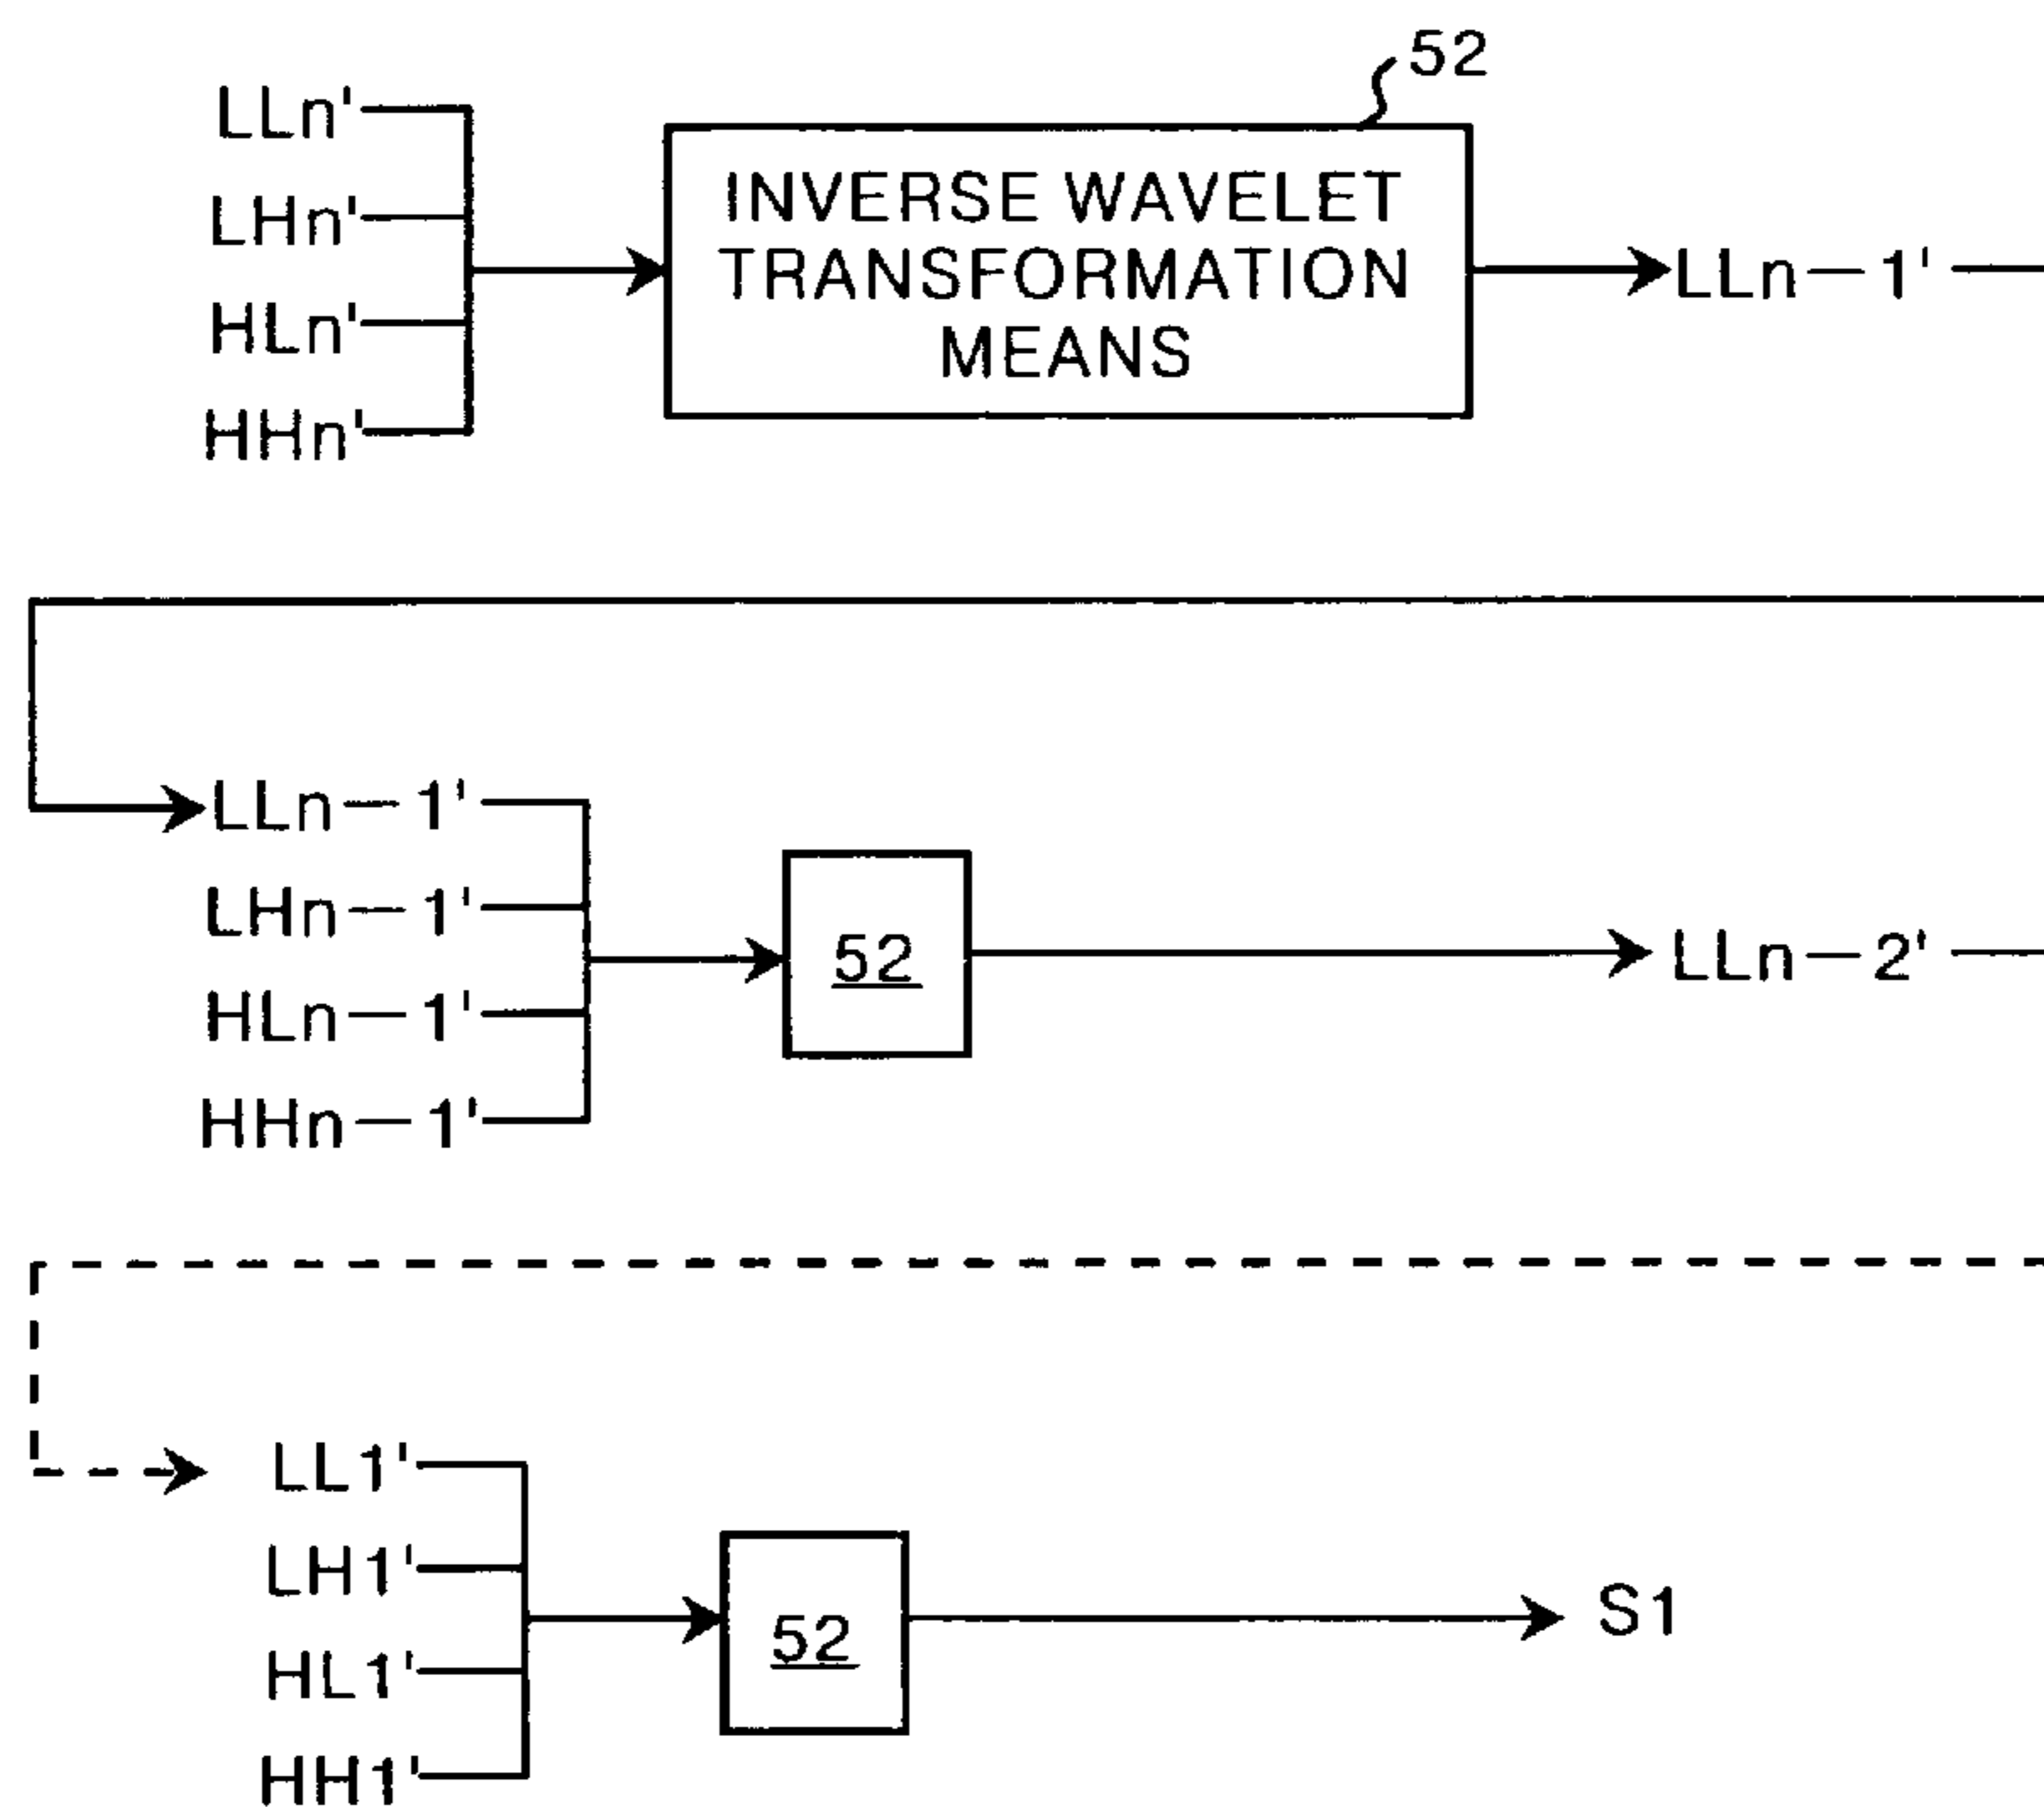 52
LLn'
LHn'
HLn'
HHn'
INVERSE WAVELET
TRANSFORMATION
MEANS
LLn—1'
LLn—1'
LHn—1'
HLn—1'
HHn—1'
52
LLn—2'
LL1'
LH1'
HL1'
HH1'
52
S1